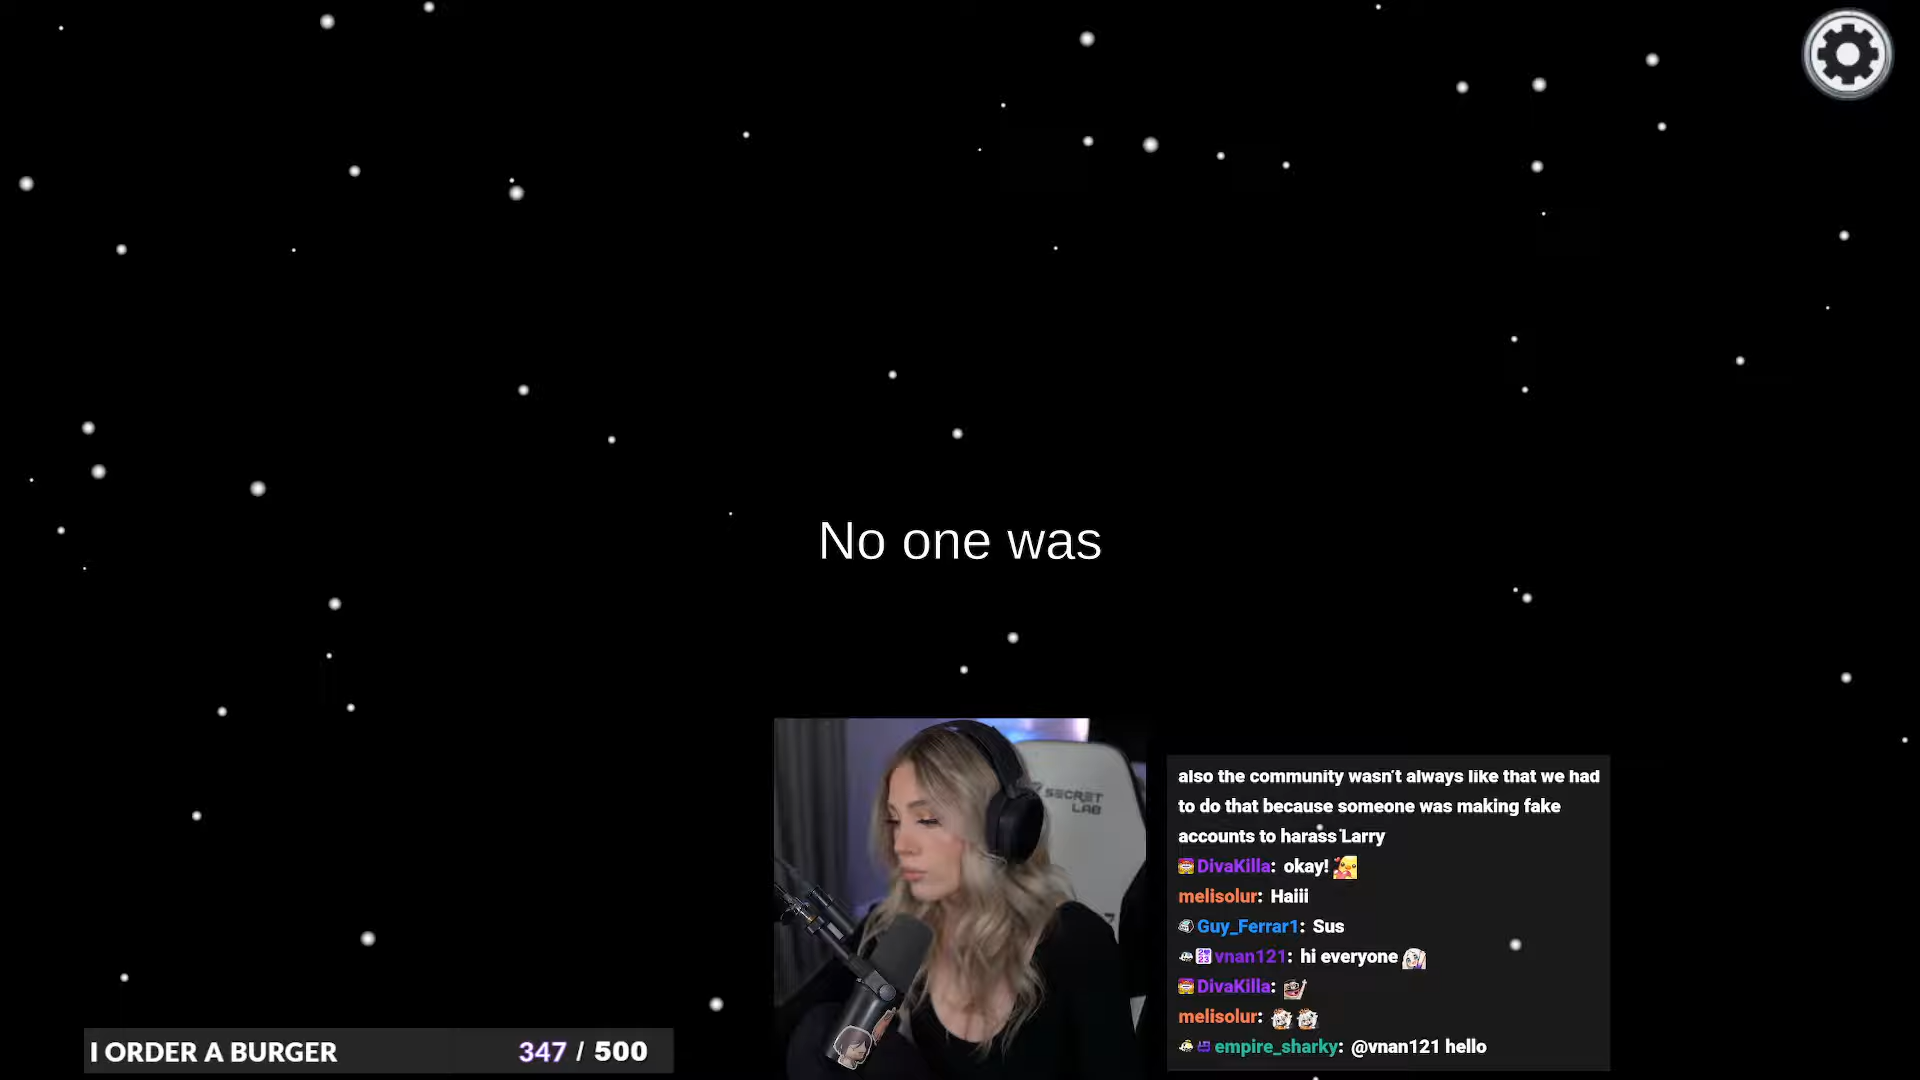 No one was
SECRET
LAB
also the community wasn't always like that we had
to do that because someone was making fake
accounts to harass Larry
DivaKilla: okay!
melisolur: Haiii
Guy_Ferrar1: Sus
vnan121: hi everyone
DivaKilla:
melisolur:
empire_sharky: @vnan121 hello
I ORDER A BURGER 347 / 500